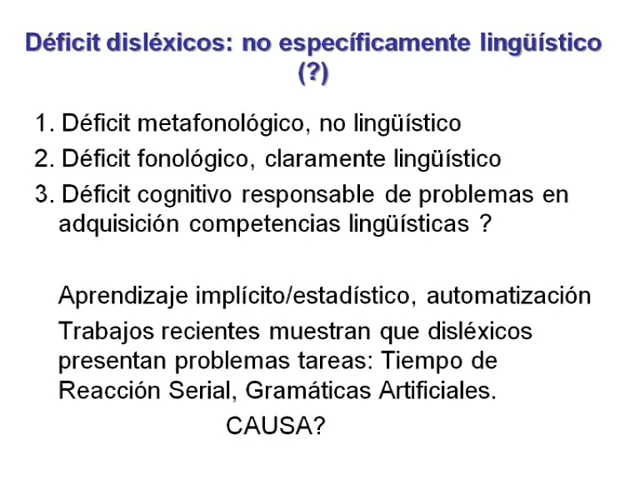 Déficit disléxicos: no específicamente lingüístico
(?)
1. Déficit metafonológico, no lingüístico
2. Déficit fonológico, claramente lingüístico
3. Déficit cognitivo responsable de problemas en
adquisición competencias lingüísticas ?
Aprendizaje implícito/estadístico, automatización
Trabajos recientes muestran que disléxicos
presentan problemas tareas: Tiempo de
Reacción Serial, Gramáticas Artificiales.
CAUSA?